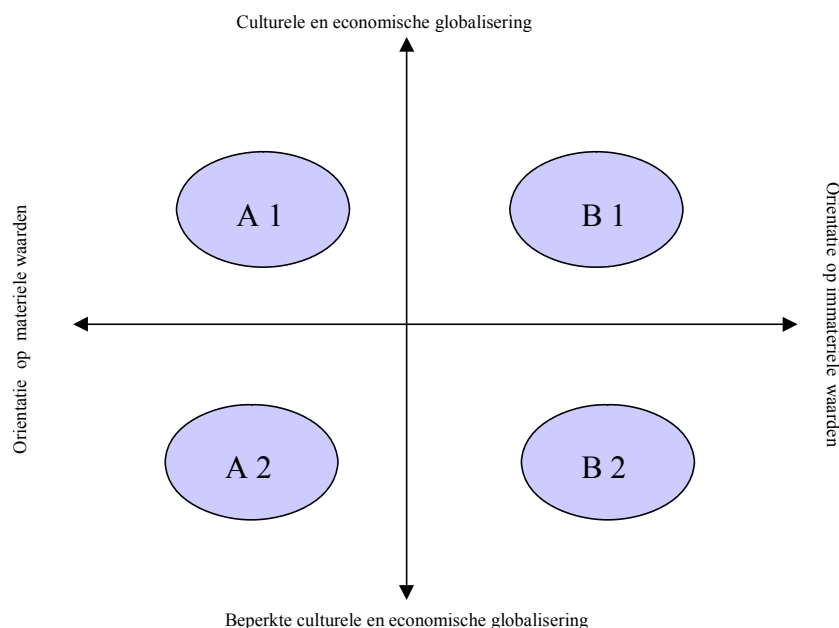 Culturele en economische globalisering
A 1
B 1
Orientatie op materiele waarden
Orientatie op immateriele waarden
A 2
B 2
Beperkte culturele en economische globalisering